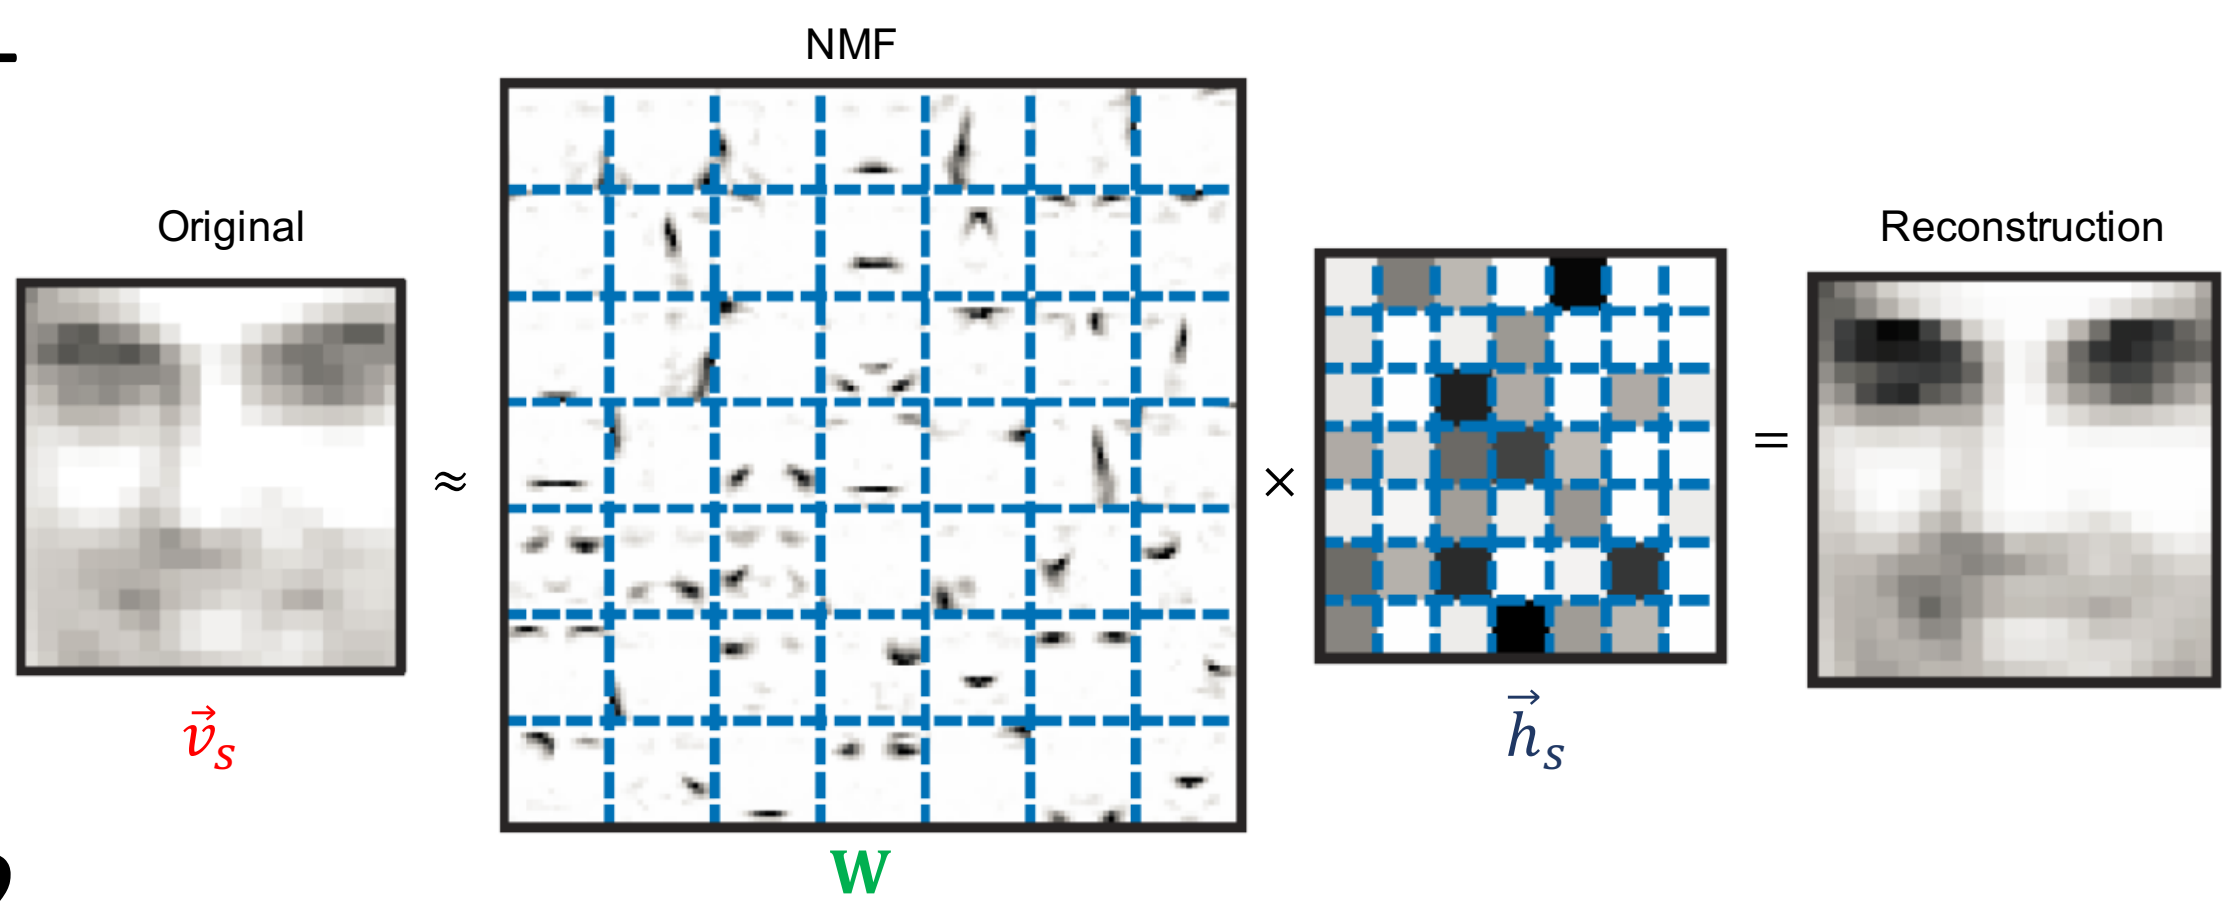 NMF
Original
Reconstruction
≈
×
=
v⃗ₛ
h⃗ₛ
W